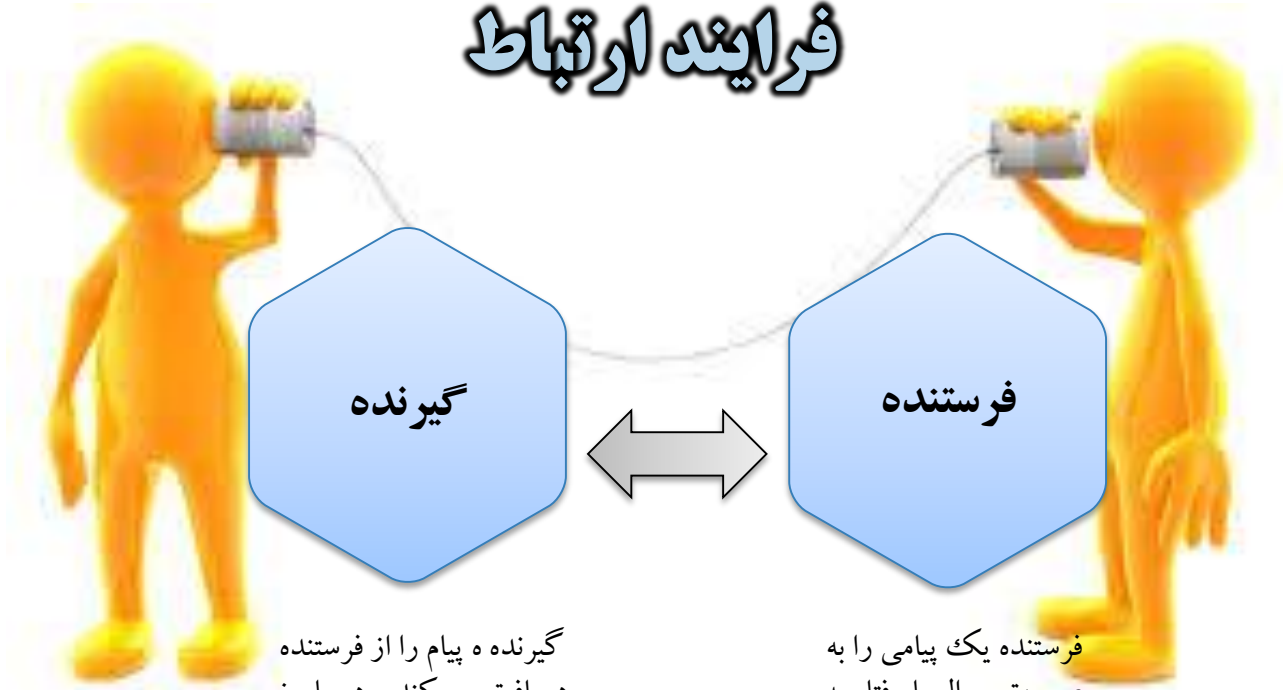 فرایند ارتباط
فرستنده
گیرنده
فرستنده یک پیامی را به
گیرنده ه پیام را از فرستنده